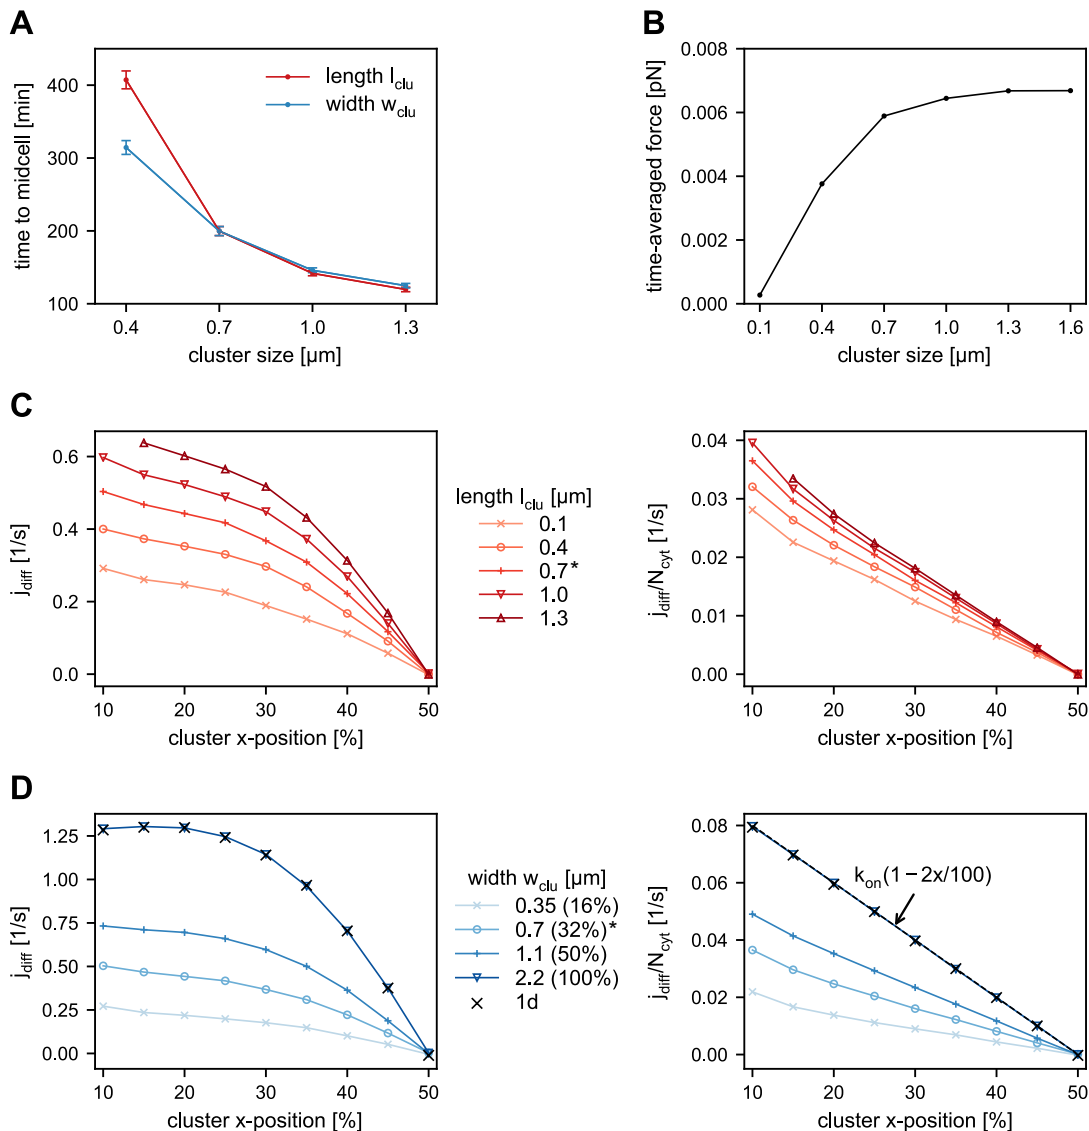 A
time to midcell [min]
400
300
200
100
length l_clu
width w_clu
0.4 0.7 1.0 1.3
cluster size [µm]
B
time-averaged force [pN]
0.008
0.006
0.004
0.002
0.000
0.1 0.4 0.7 1.0 1.3 1.6
cluster size [µm]
C
j_diff [1/s]
0.6
0.4
0.2
0.0
10 20 30 40 50
cluster x-position [%]
length l_clu [µm]
0.1
0.4
0.7*
1.0
1.3
j_diff/N_cyt [1/s]
0.04
0.03
0.02
0.01
0.00
10 20 30 40 50
cluster x-position [%]
D
j_diff [1/s]
1.25
1.00
0.75
0.50
0.25
0.00
10 20 30 40 50
cluster x-position [%]
width w_clu [µm]
0.35 (16%)
0.7 (32%)*
1.1 (50%)
2.2 (100%)
1d
j_diff/N_cyt [1/s]
0.08
0.06
0.04
0.02
0.00
k_on(1−2x/100)
10 20 30 40 50
cluster x-position [%]